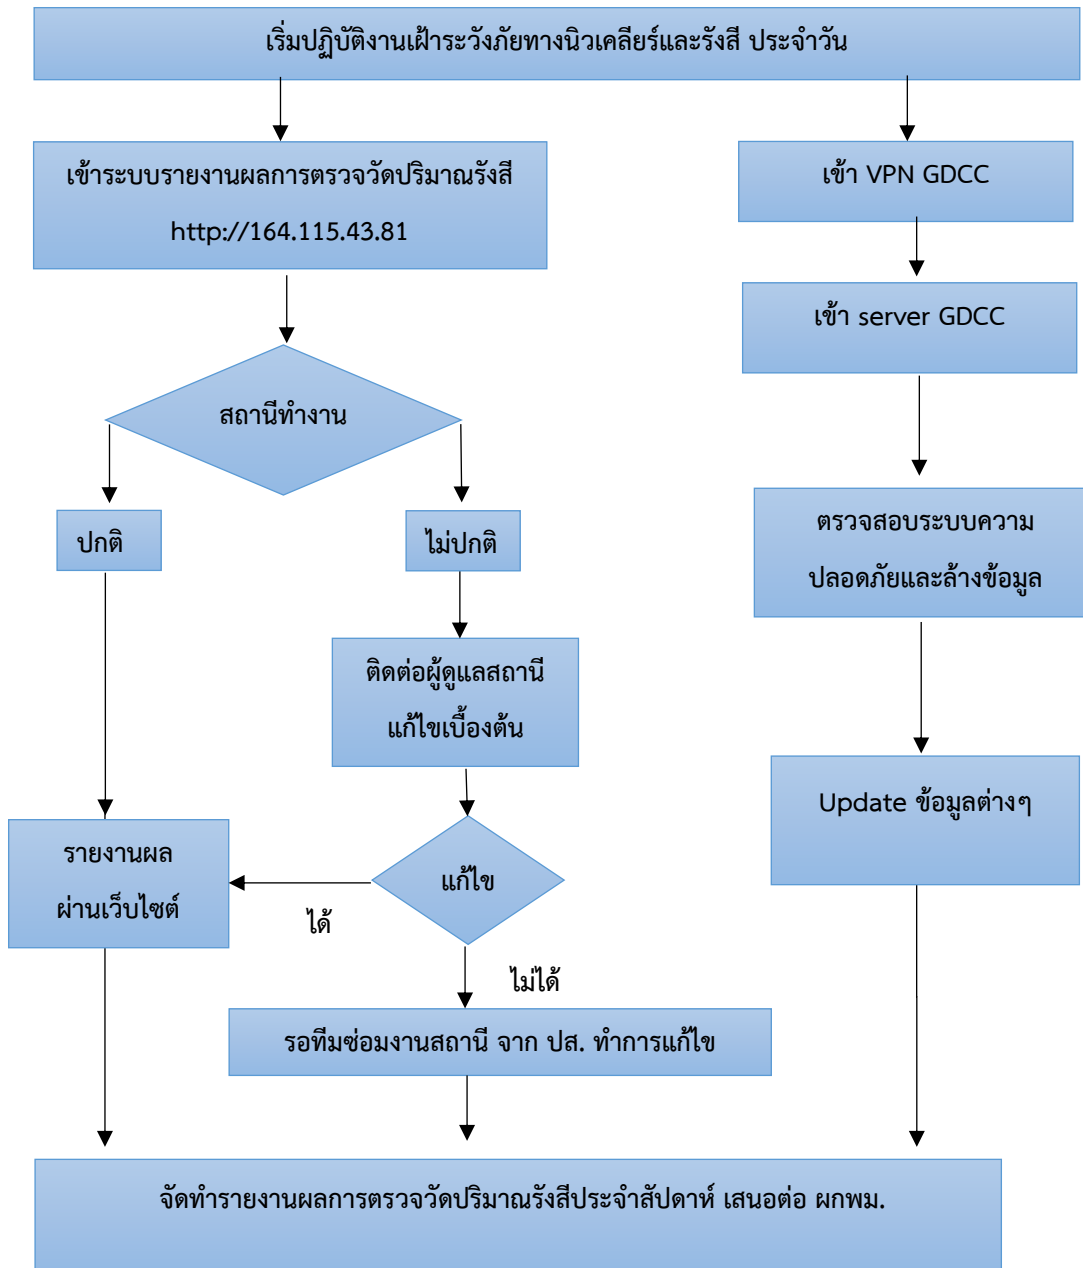 เริ่มปฏิบัติงานเฝ้าระวังภัยทางนิวเคลียร์และรังสี ประจำวัน
เข้าระบบรายงานผลการตรวจวัดปริมาณรังสี
http://164.115.43.81
เข้า VPN GDCC
เข้า server GDCC
สถานีทำงาน
ปกติ
ไม่ปกติ
ตรวจสอบระบบความ
ปลอดภัยและล้างข้อมูล
ติดต่อผู้ดูแลสถานี
แก้ไขเบื้องต้น
Update ข้อมูลต่างๆ
รายงานผล
ผ่านเว็บไซต์
แก้ไข
ได้
ไม่ได้
รอทีมซ่อมงานสถานี จาก ปส. ทำการแก้ไข
จัดทำรายงานผลการตรวจวัดปริมาณรังสีประจำสัปดาห์ เสนอต่อ ผกพม.